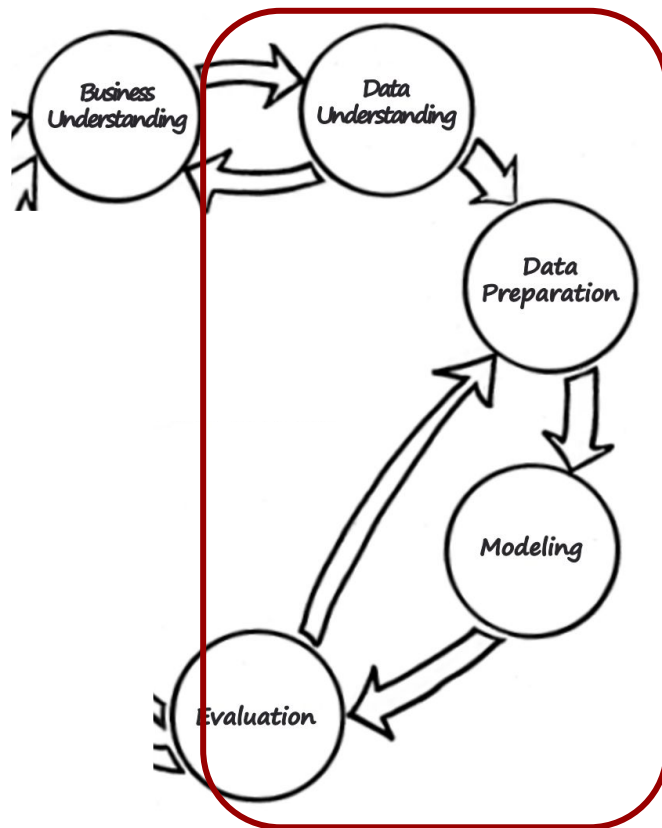 Business
Understanding
Data
Understanding
Data
Preparation
Modeling
Evaluation